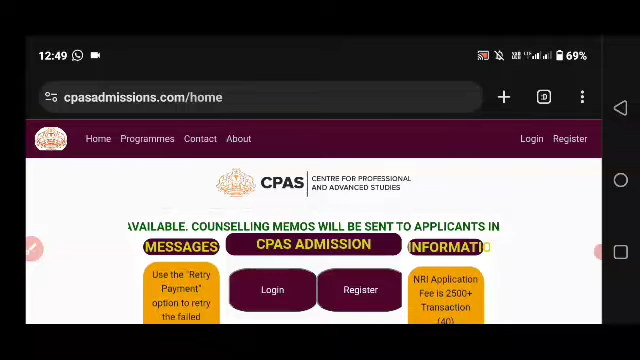 12:49
69%
cpasadmissions.com/home
:D
Home Programmes Contact About Login Register
CPAS CENTRE FOR PROFESSIONAL
AND ADVANCED STUDIES
AVAILABLE. COUNSELLING MEMOS WILL BE SENT TO APPLICANTS IN
MESSAGES
Use the "Retry
Payment"
option to retry
the failed
CPAS ADMISSION
Login Register
INFORMATIO
NRI Application
Fee is 2500+
Transaction
(40)